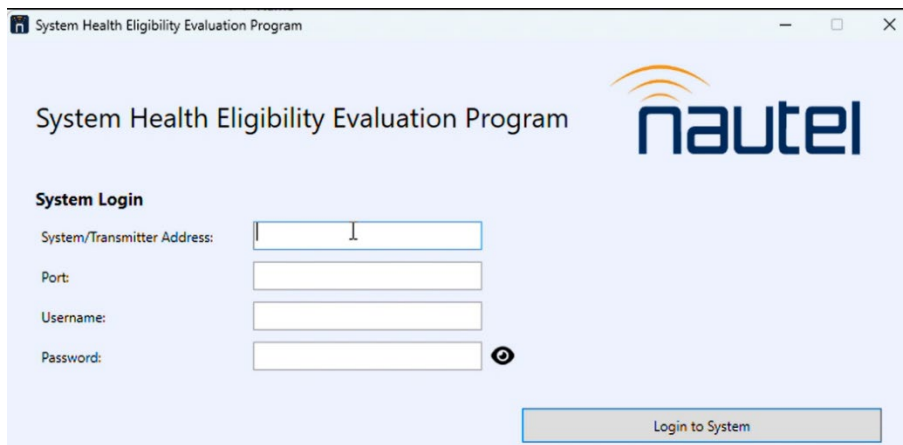 System Health Eligibility Evaluation Program
System Health Eligibility Evaluation Program
nautel
System Login
System/Transmitter Address:
Port:
Username:
Password:
Login to System